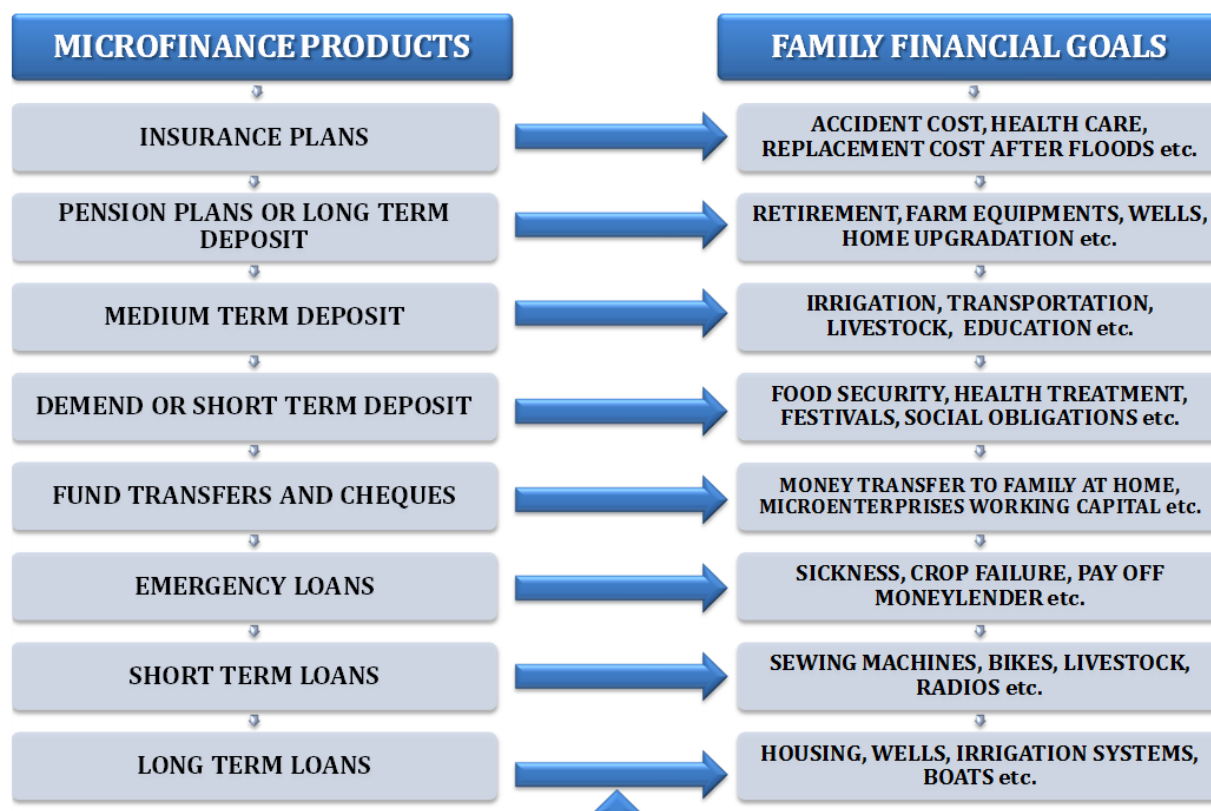 MICROFINANCE PRODUCTS
FAMILY FINANCIAL GOALS
INSURANCE PLANS
ACCIDENT COST, HEALTH CARE,
REPLACEMENT COST AFTER FLOODS etc.
PENSION PLANS OR LONG TERM
DEPOSIT
RETIREMENT, FARM EQUIPMENTS, WELLS,
HOME UPGRADATION etc.
MEDIUM TERM DEPOSIT
IRRIGATION, TRANSPORTATION,
LIVESTOCK, EDUCATION etc.
DEMEND OR SHORT TERM DEPOSIT
FOOD SECURITY, HEALTH TREATMENT,
FESTIVALS, SOCIAL OBLIGATIONS etc.
FUND TRANSFERS AND CHEQUES
MONEY TRANSFER TO FAMILY AT HOME,
MICROENTERPRISES WORKING CAPITAL etc.
EMERGENCY LOANS
SICKNESS, CROP FAILURE, PAY OFF
MONEYLENDER etc.
SHORT TERM LOANS
SEWING MACHINES, BIKES, LIVESTOCK,
RADIOS etc.
LONG TERM LOANS
HOUSING, WELLS, IRRIGATION SYSTEMS,
BOATS etc.